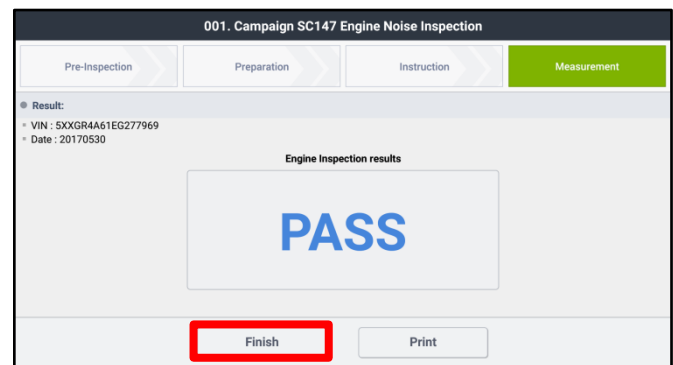 001. Campaign SC147 Engine Noise Inspection
Pre-Inspection Preparation Instruction Measurement
Result:
VIN : 5XXGR4A61EG277969
Date : 20170530
Engine Inspection results
PASS
Finish Print